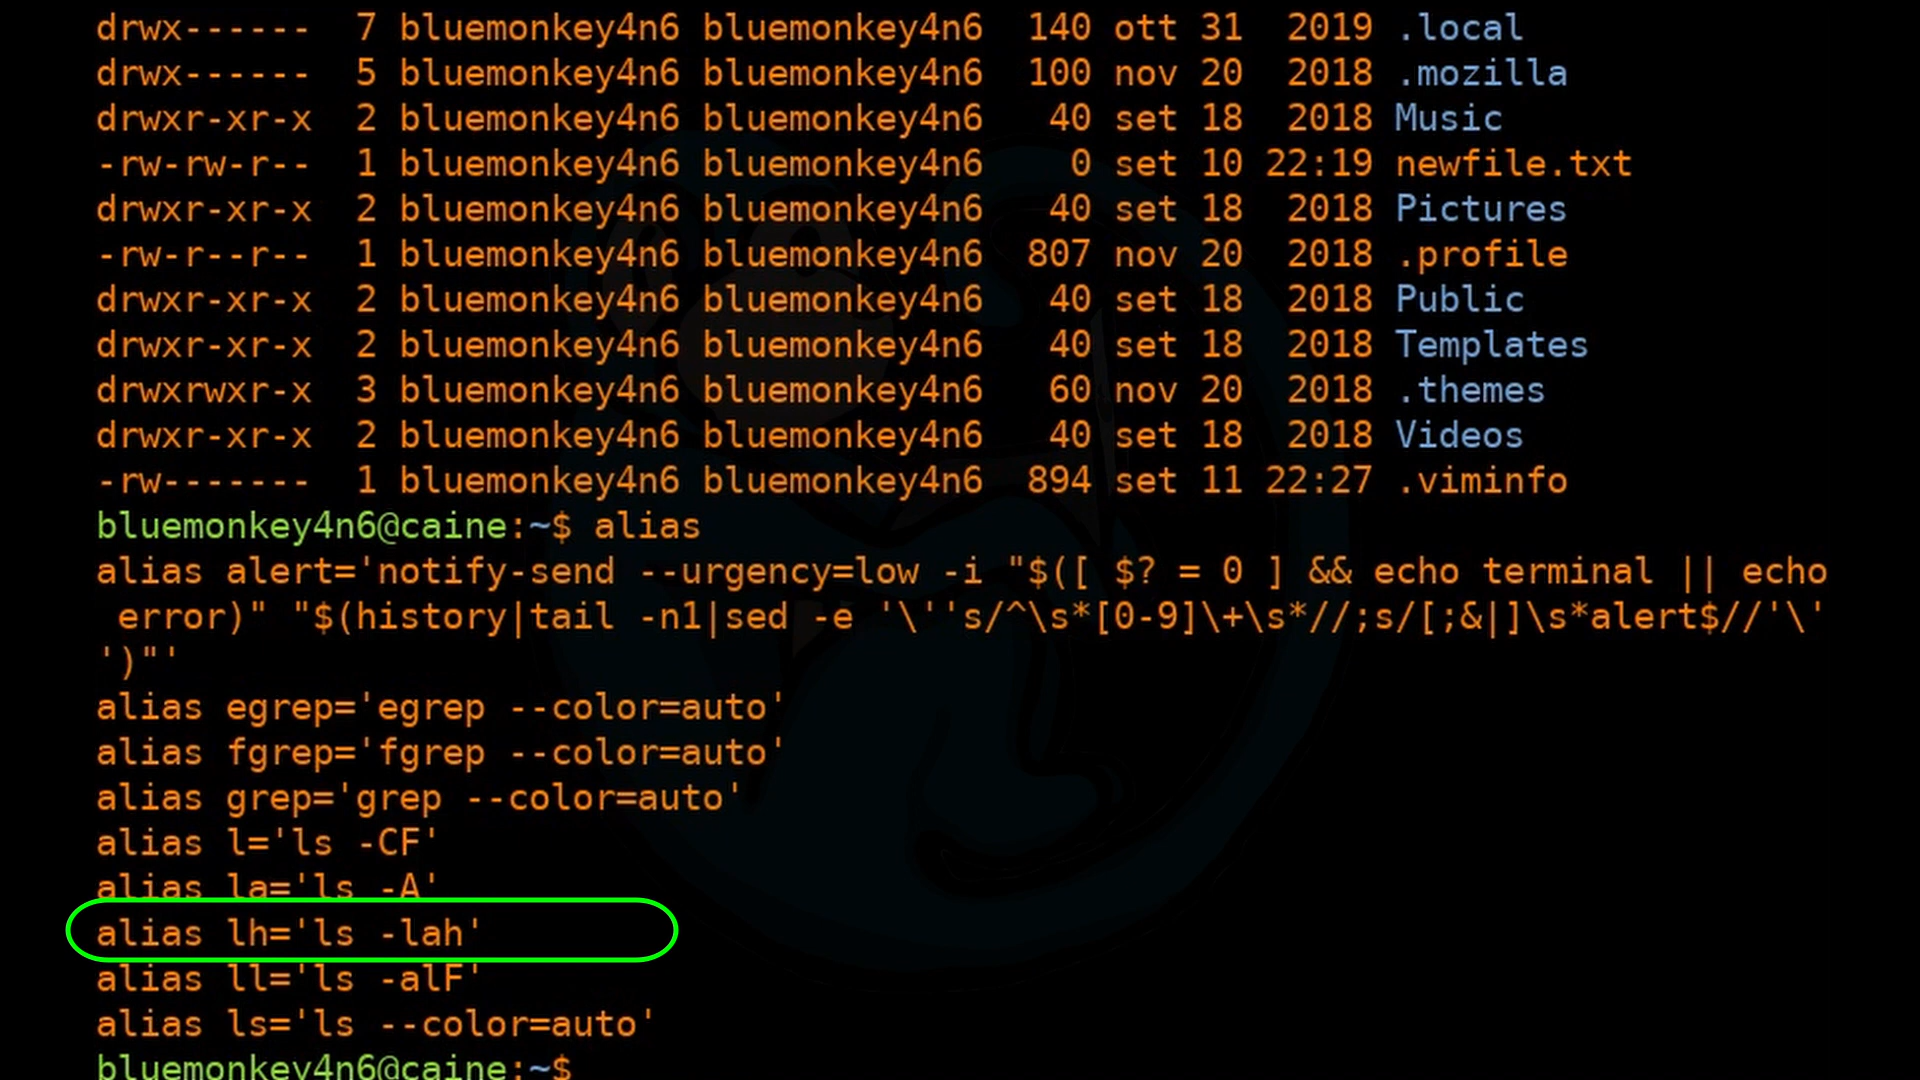 drwx------  7 bluemonkey4n6 bluemonkey4n6  140 ott 31  2019 .local
drwx------  5 bluemonkey4n6 bluemonkey4n6  100 nov 20  2018 .mozilla
drwxr-xr-x  2 bluemonkey4n6 bluemonkey4n6   40 set 18  2018 Music
-rw-rw-r--  1 bluemonkey4n6 bluemonkey4n6    0 set 10 22:19 newfile.txt
drwxr-xr-x  2 bluemonkey4n6 bluemonkey4n6   40 set 18  2018 Pictures
-rw-r--r--  1 bluemonkey4n6 bluemonkey4n6  807 nov 20  2018 .profile
drwxr-xr-x  2 bluemonkey4n6 bluemonkey4n6   40 set 18  2018 Public
drwxr-xr-x  2 bluemonkey4n6 bluemonkey4n6   40 set 18  2018 Templates
drwxrwxr-x  3 bluemonkey4n6 bluemonkey4n6   60 nov 20  2018 .themes
drwxr-xr-x  2 bluemonkey4n6 bluemonkey4n6   40 set 18  2018 Videos
-rw-------  1 bluemonkey4n6 bluemonkey4n6  894 set 11 22:27 .viminfo
bluemonkey4n6@caine:~$ alias
alias alert='notify-send --urgency=low -i "$([ $? = 0 ] && echo terminal || echo
 error)" "$(history|tail -n1|sed -e '\''s/^\s*[0-9]\+\s*//;s/[;&|]\s*alert$//'\'
')"'
alias egrep='egrep --color=auto'
alias fgrep='fgrep --color=auto'
alias grep='grep --color=auto'
alias l='ls -CF'
alias la='ls -A'
alias lh='ls -lah'
alias ll='ls -alF'
alias ls='ls --color=auto'
bluemonkey4n6@caine:~$